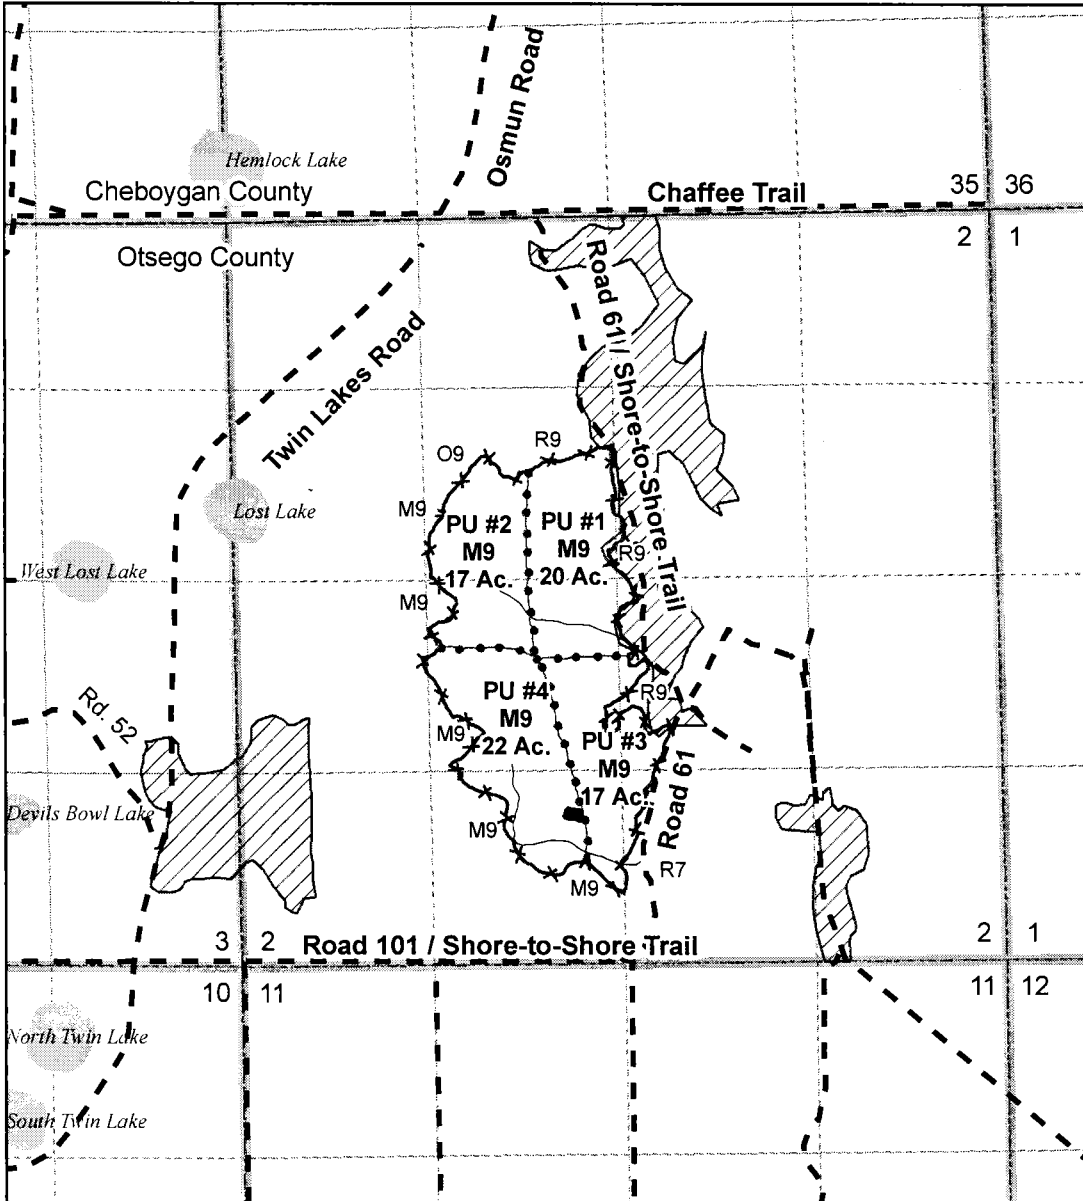 Osmun Road
Hemlock Lake
Cheboygan County
Chaffee Trail
35 36
2 1
Otsego County
Road 61 / Shore-to-Shore Trail
Twin Lakes Road
R9
O9
M9
Lost Lake
PU #2
M9
17 Ac.
PU #1
M9
20 Ac.
R9
West Lost Lake
M9
Rd. 52
PU #4
M9
22 Ac.
R9
M9
PU #3
M9
17 Ac.
Road 61
Devils Bowl Lake
M9
R7
M9
3 2
Road 101 / Shore-to-Shore Trail
2 1
10 11
11 12
North Twin Lake
South Twin Lake